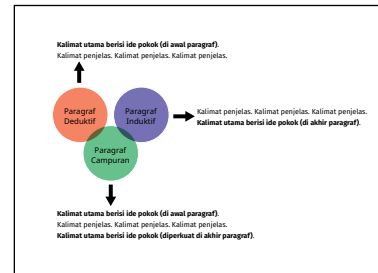 Kalimat utama berisi ide pokok (di awal paragraf).
Kalimat penjelas. Kalimat penjelas. Kalimat penjelas.
Paragraf
Deduktif
Paragraf
Induktif
Kalimat penjelas. Kalimat penjelas. Kalimat penjelas.
Kalimat utama berisi ide pokok (di akhir paragraf).
Paragraf
Campuran
Kalimat utama berisi ide pokok (di awal paragraf).
Kalimat penjelas. Kalimat penjelas. Kalimat penjelas.
Kalimat utama berisi ide pokok (diperkuat di akhir paragraf).